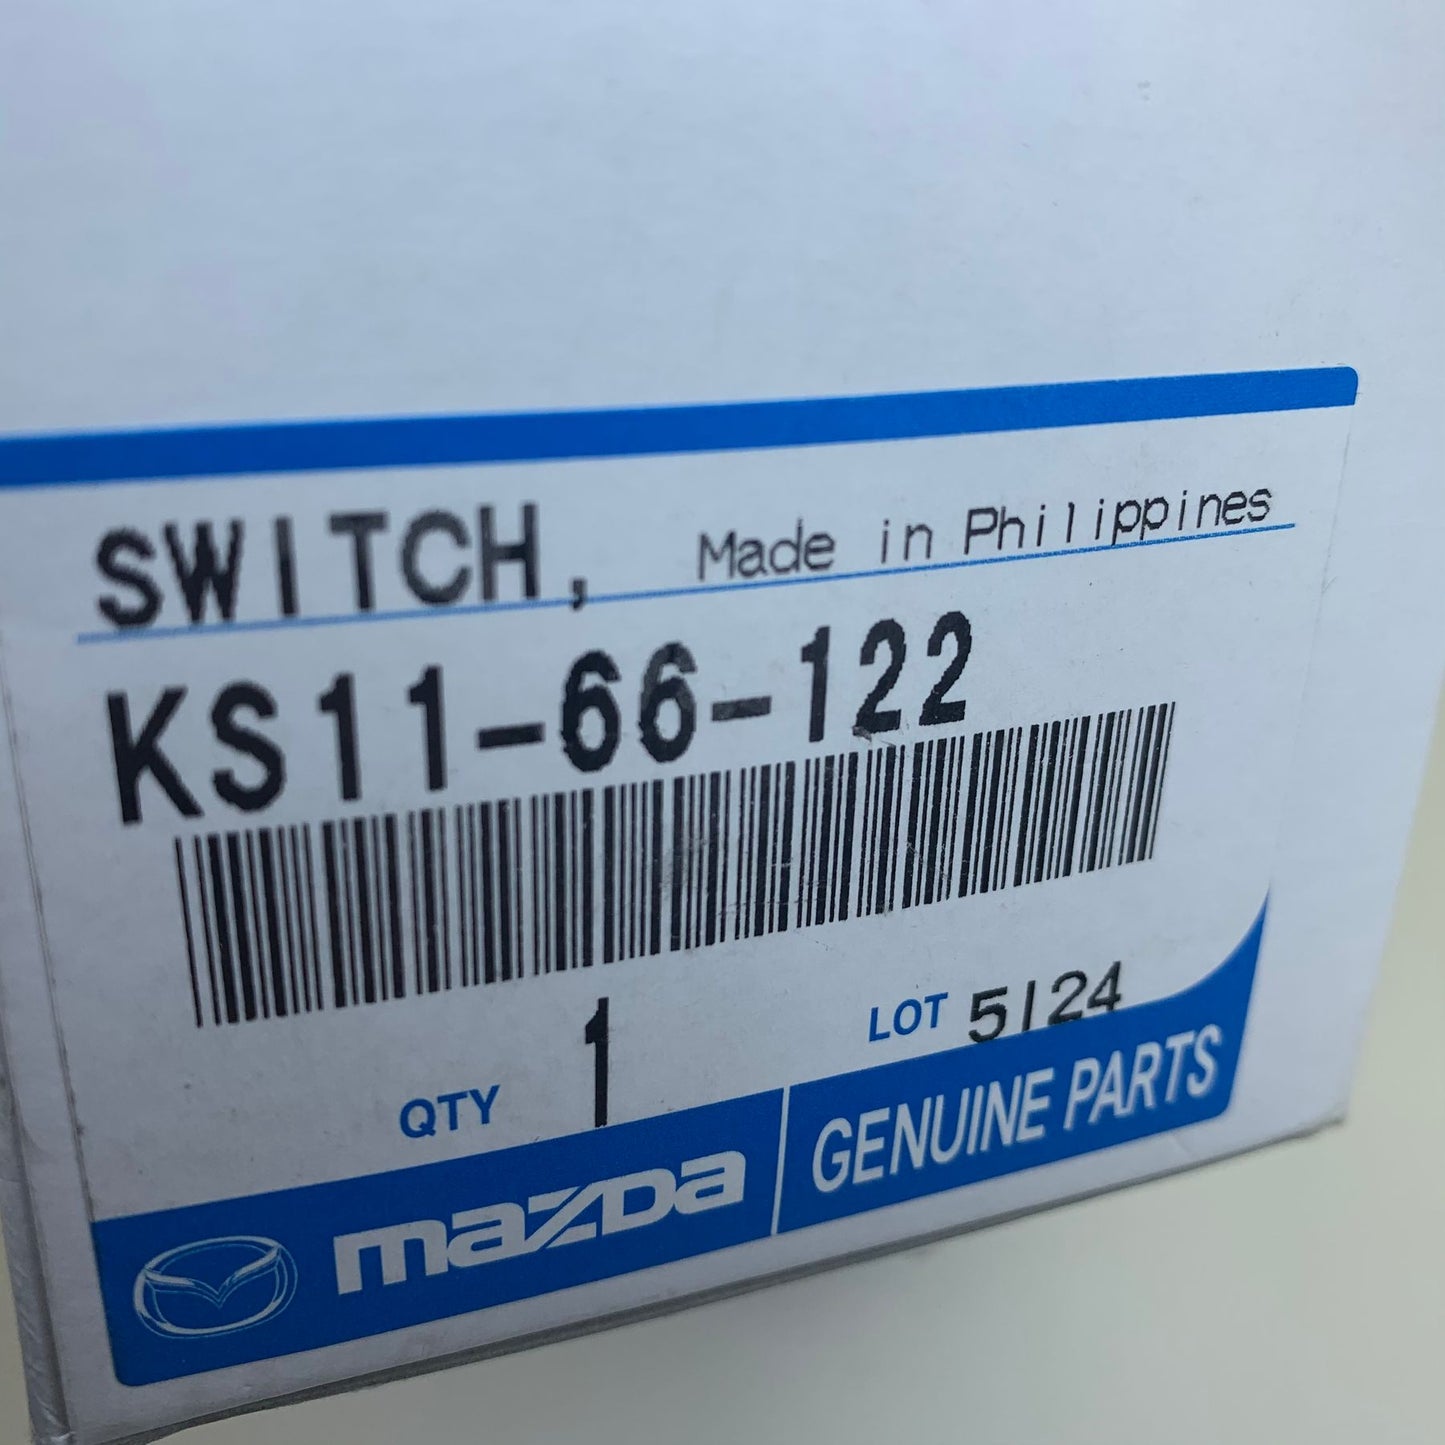 SWITCH, Made in Philippines
KS11-66-122
QTY 1 LOT 5124
mazda GENUINE PARTS